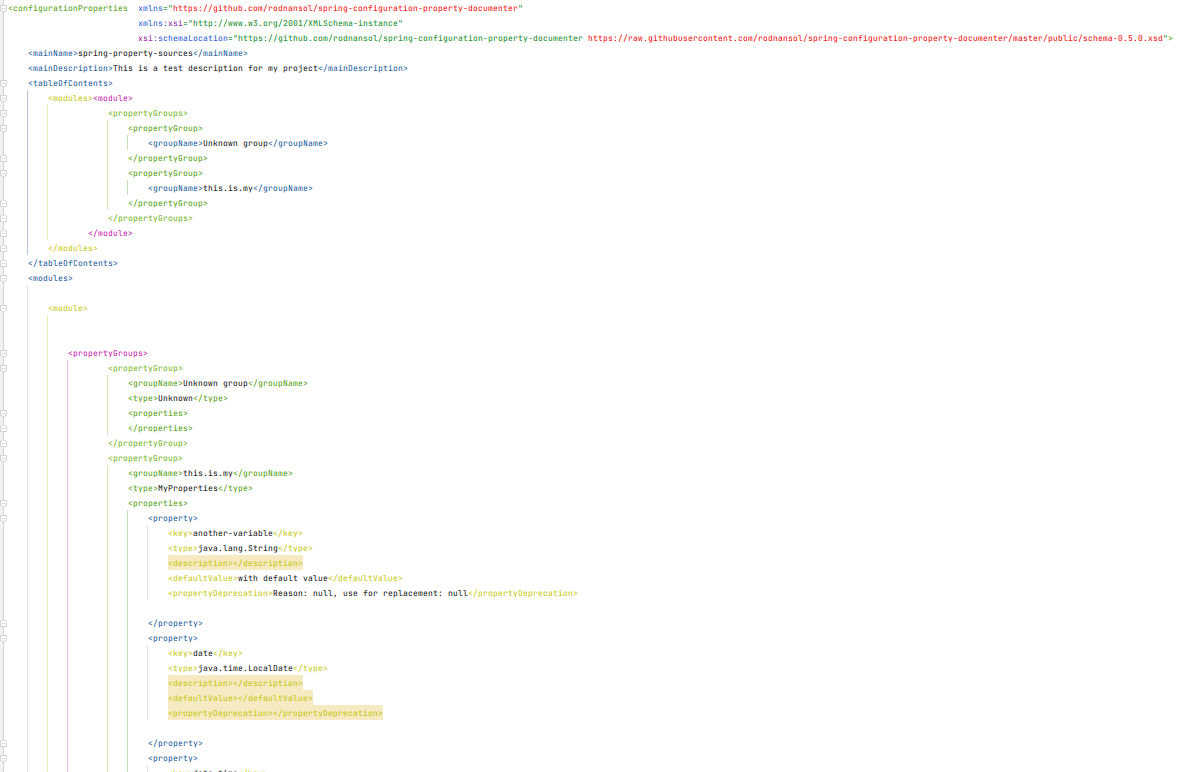 <configurationProperties xmlns="https://github.com/rodnansol/spring-configuration-property-documenter"
xmlns:xsi="http://www.w3.org/2001/XMLSchema-instance"
xsi:schemaLocation="https://github.com/rodnansol/spring-configuration-property-documenter https://raw.githubusercontent.com/rodnansol/spring-configuration-property-documenter/master/public/schema-0.5.0.xsd">
<mainName>spring-property-sources</mainName>
<mainDescription>This is a test description for my project</mainDescription>
<tableOfContents>
<modules><module>
<propertyGroups>
<propertyGroup>
<groupName>Unknown group</groupName>
</propertyGroup>
<propertyGroup>
<groupName>this.is.my</groupName>
</propertyGroup>
</propertyGroups>
</module>
</modules>
</tableOfContents>
<modules>
<module>
<propertyGroups>
<propertyGroup>
<groupName>Unknown group</groupName>
<type>Unknown</type>
<properties>
</properties>
</propertyGroup>
<propertyGroup>
<groupName>this.is.my</groupName>
<type>MyProperties</type>
<properties>
<property>
<key>another-variable</key>
<type>java.lang.String</type>
<description></description>
<defaultValue>with default value</defaultValue>
<propertyDeprecation>Reason: null, use for replacement: null</propertyDeprecation>
</property>
<property>
<key>date</key>
<type>java.time.LocalDate</type>
<description></description>
<defaultValue></defaultValue>
<propertyDeprecation></propertyDeprecation>
</property>
<property>